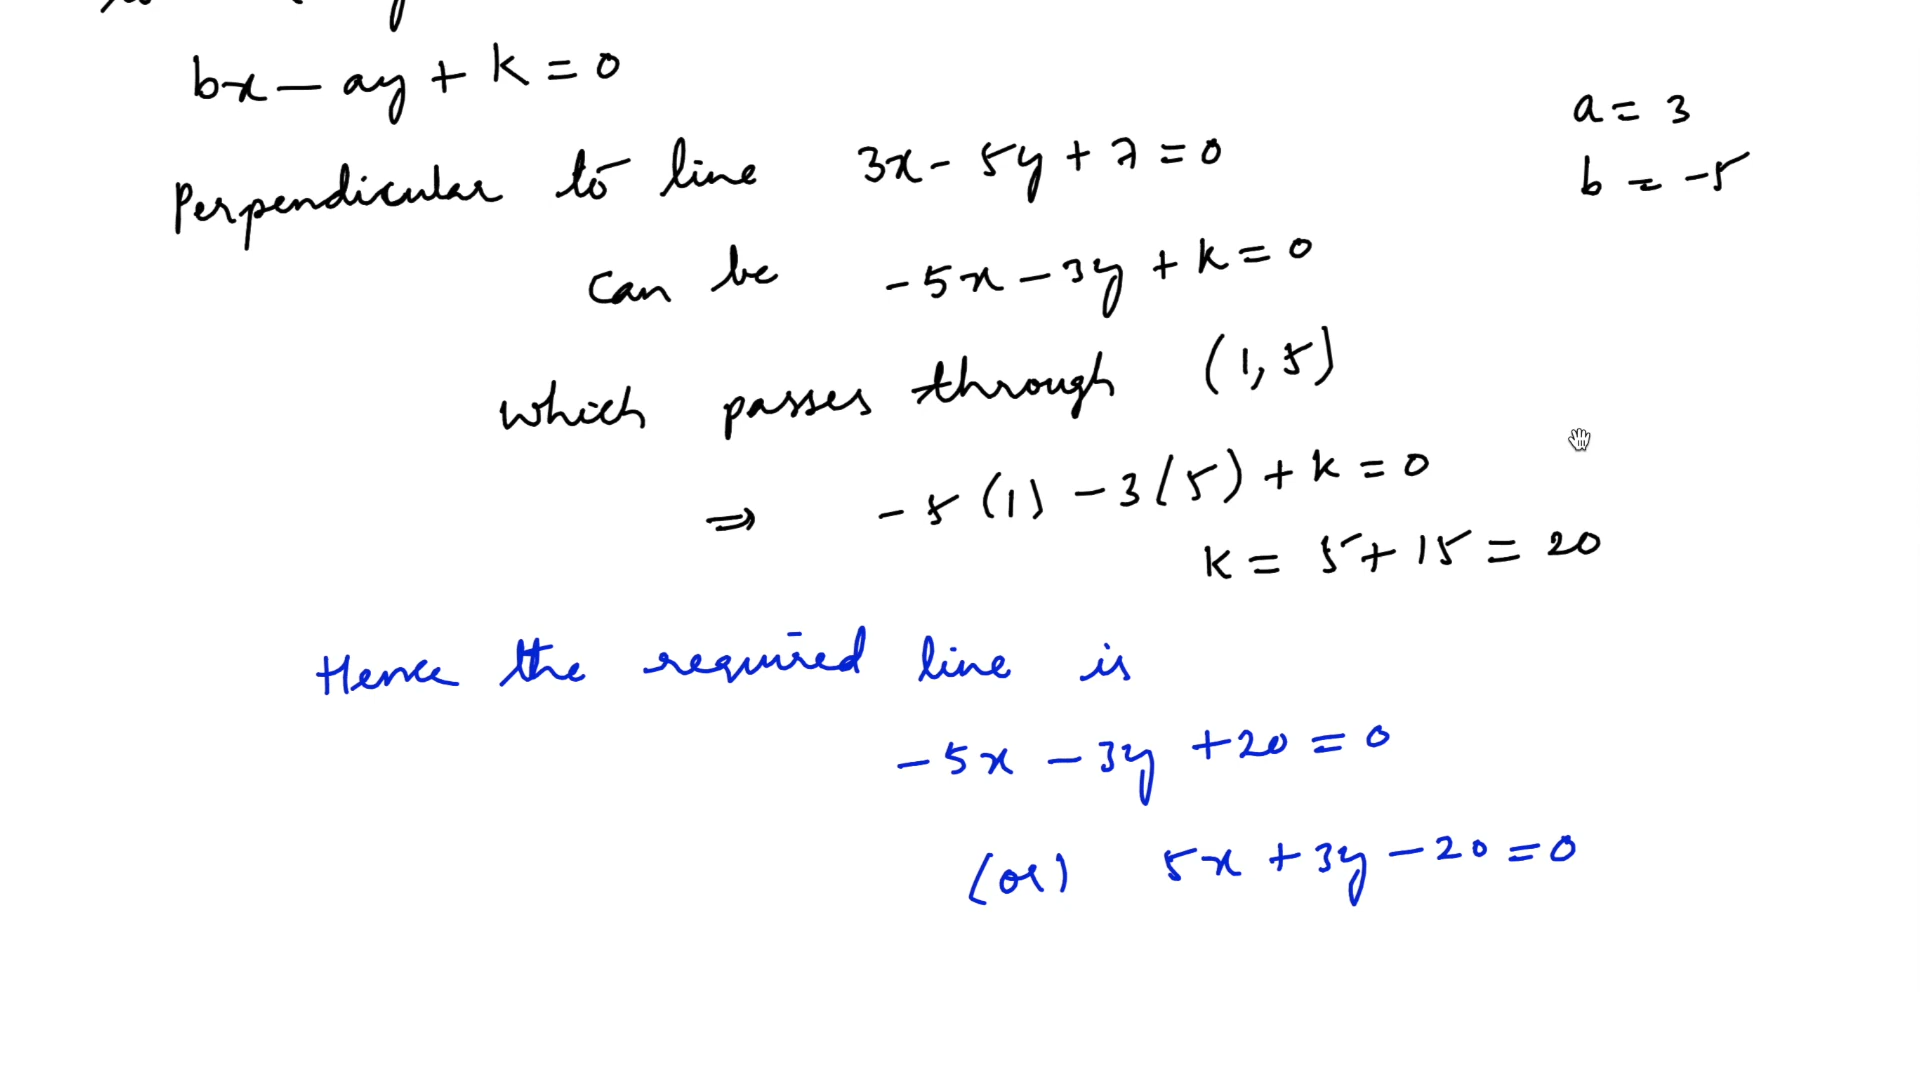 bx - ay + k = 0
a = 3
Perpendicular to line 3x - 5y + 7 = 0
b = -5
can be -5x - 3y + k = 0
which passes through (1, 5)
⇒ -5(1) - 3(5) + k = 0
k = 5 + 15 = 20
Hence the required line is
-5x - 3y + 20 = 0
(or) 5x + 3y - 20 = 0